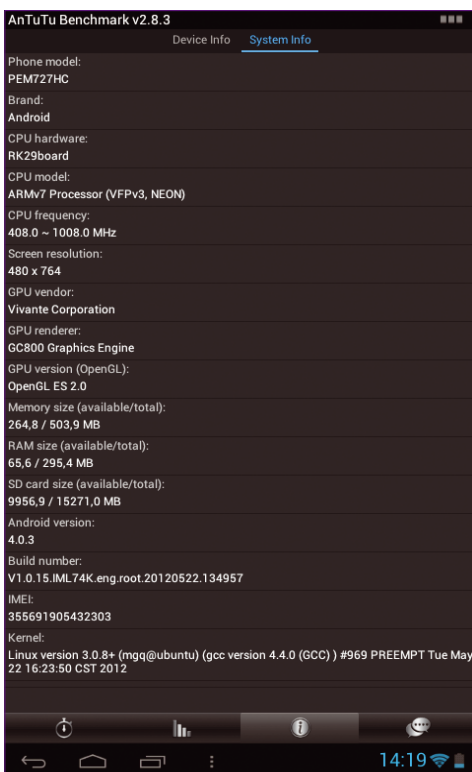 AnTuTu Benchmark v2.8.3
Device Info System Info
Phone model:
PEM727HC
Brand:
Android
CPU hardware:
RK29board
CPU model:
ARMv7 Processor (VFPv3, NEON)
CPU frequency:
408.0 ~ 1008.0 MHz
Screen resolution:
480 x 764
GPU vendor:
Vivante Corporation
GPU renderer:
GC800 Graphics Engine
GPU version (OpenGL):
OpenGL ES 2.0
Memory size (available/total):
264,8 / 503,9 MB
RAM size (available/total):
65,6 / 295,4 MB
SD card size (available/total):
9956,9 / 15271,0 MB
Android version:
4.0.3
Build number:
V1.0.15.IML74K.eng.root.20120522.134957
IMEI:
355691905432303
Kernel:
Linux version 3.0.8+ (mgq@ubuntu) (gcc version 4.4.0 (GCC) ) #969 PREEMPT Tue May
22 16:23:50 CST 2012
14:19